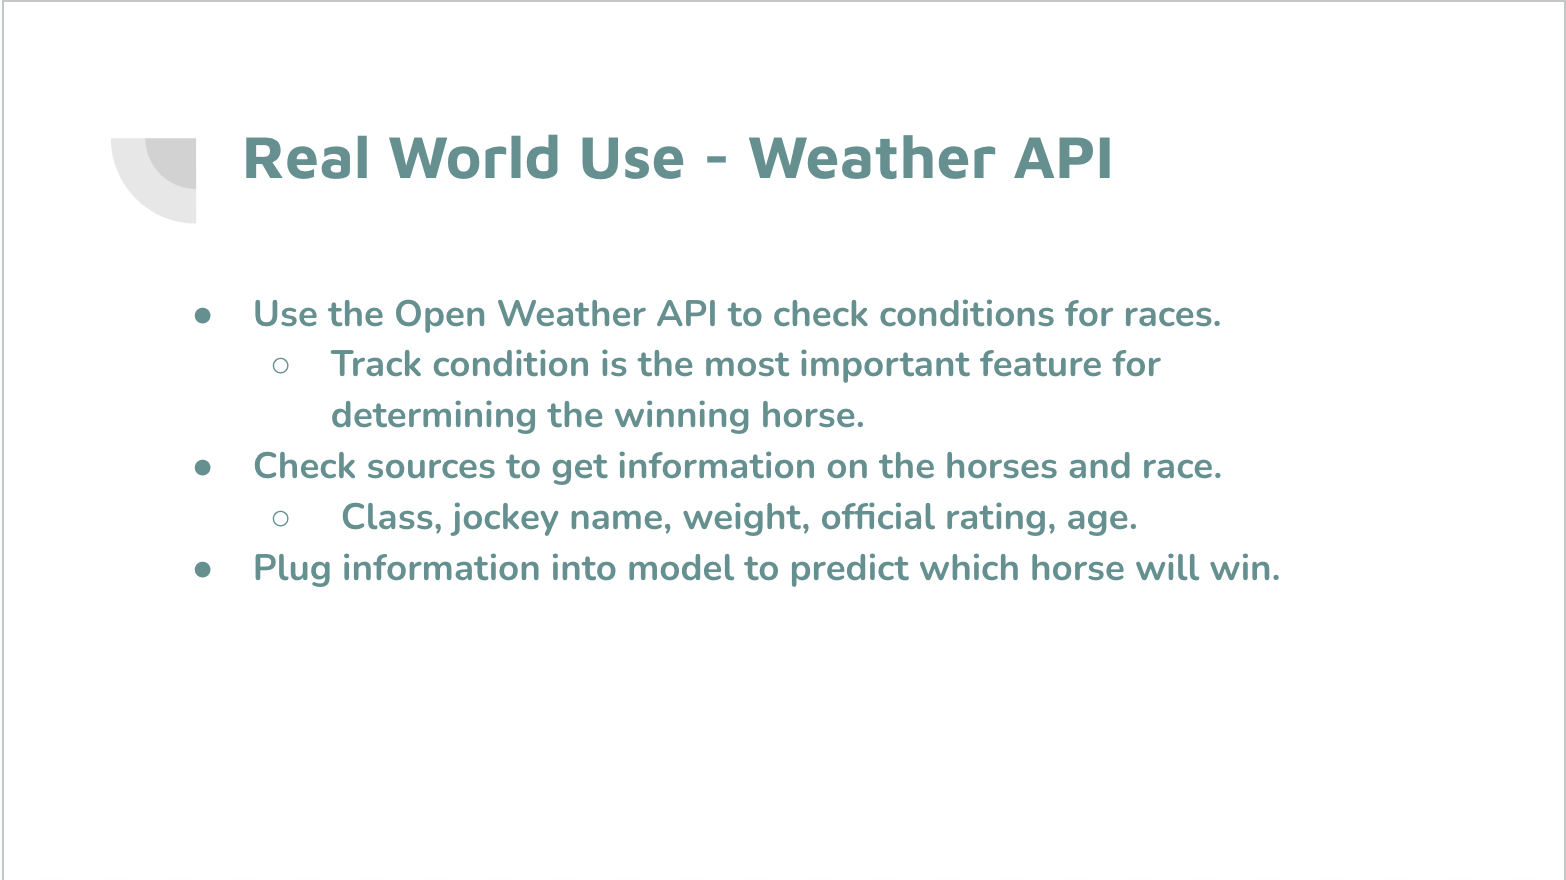 Real World Use - Weather API
● Use the Open Weather API to check conditions for races.
○ Track condition is the most important feature for
determining the winning horse.
● Check sources to get information on the horses and race.
○ Class, jockey name, weight, official rating, age.
● Plug information into model to predict which horse will win.